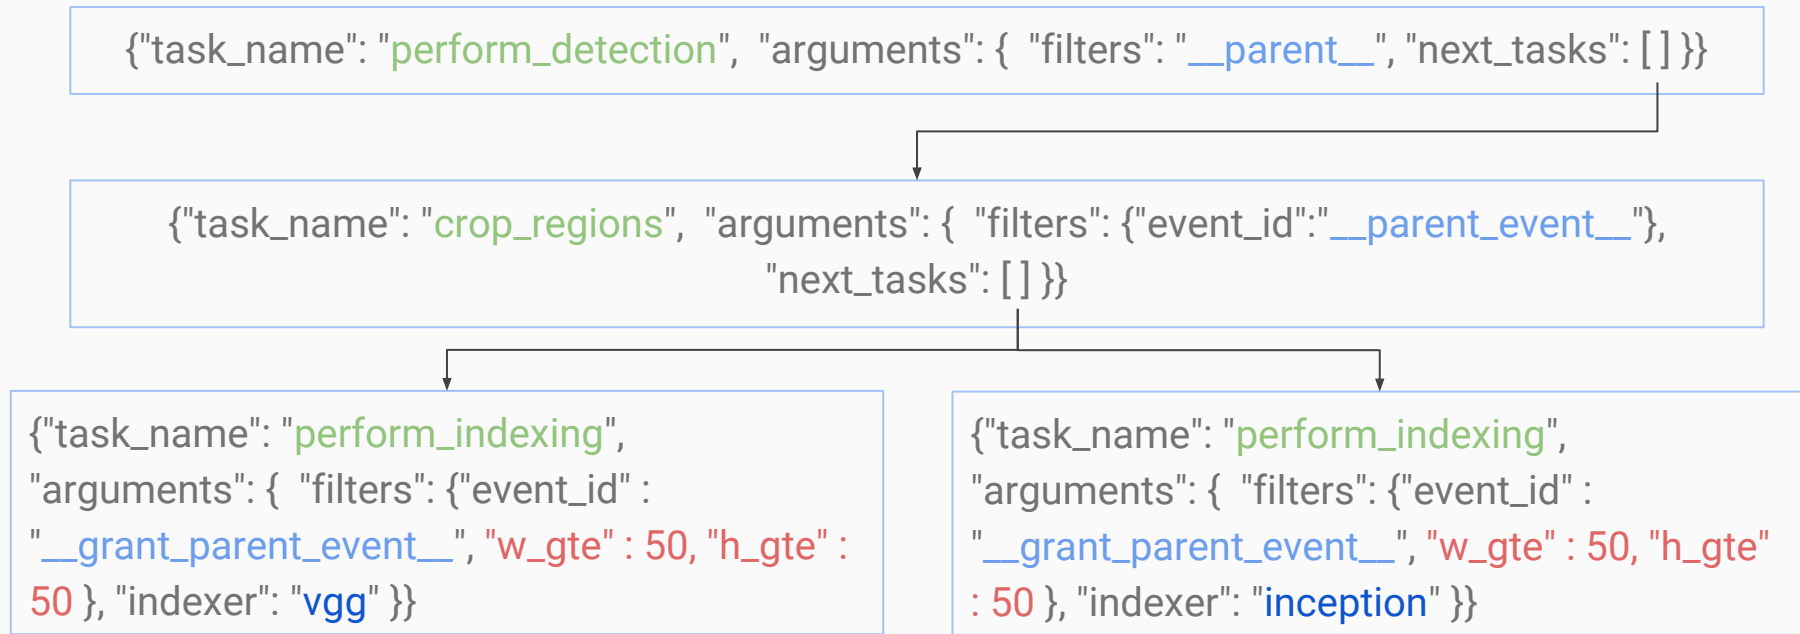 {"task_name": "perform_detection",  "arguments": {  "filters": "__parent__", "next_tasks": [ ] }}
{"task_name": "crop_regions",  "arguments": {  "filters": {"event_id":"__parent_event__"},
"next_tasks": [ ] }}
{"task_name": "perform_indexing",
"arguments": {  "filters": {"event_id" :
"__grant_parent_event__", "w_gte" : 50, "h_gte" :
50 }, "indexer": "vgg" }}
{"task_name": "perform_indexing",
"arguments": {  "filters": {"event_id" :
"__grant_parent_event__", "w_gte" : 50, "h_gte"
: 50 }, "indexer": "inception" }}